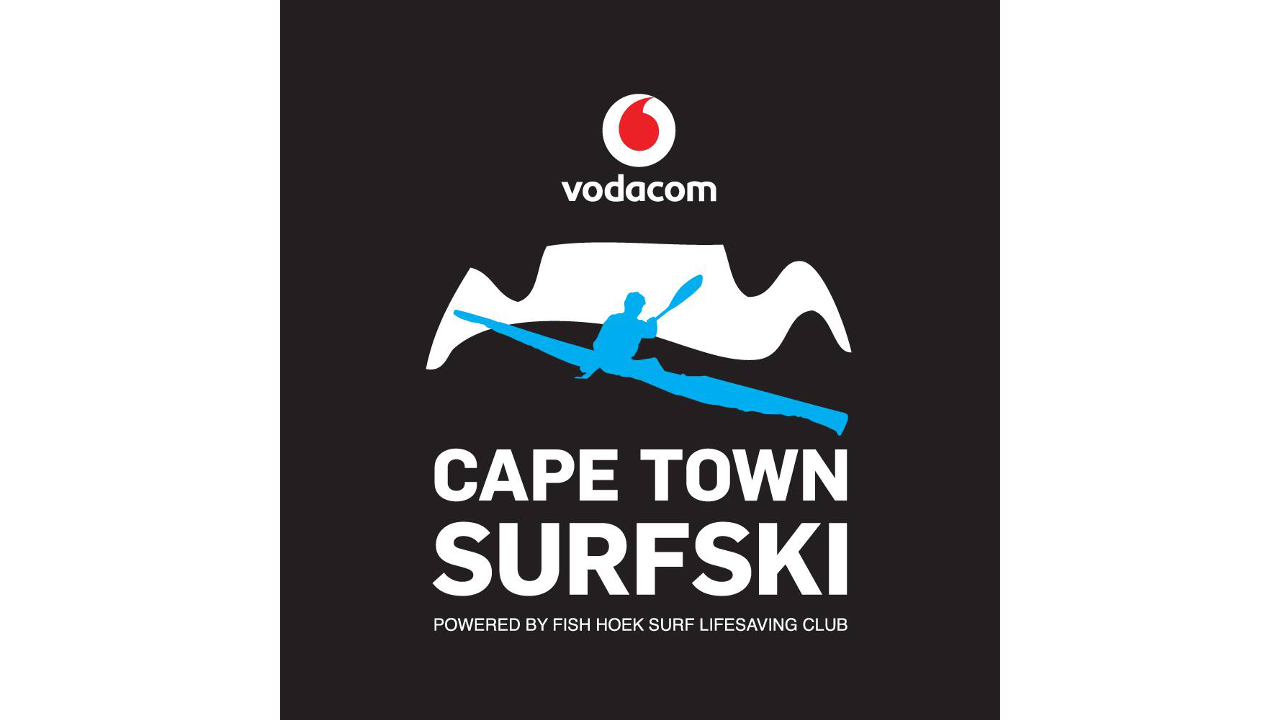 vodacom
CAPE TOWN
SURFSKI
POWERED BY FISH HOEK SURF LIFESAVING CLUB